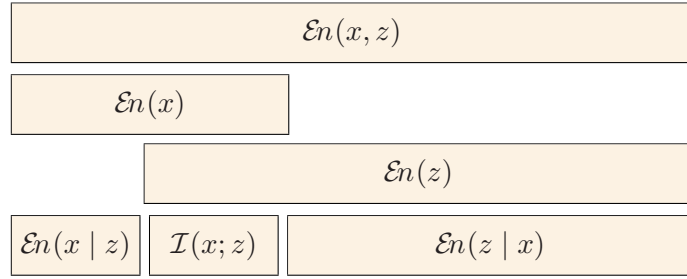 ℰn(x, z)
ℰn(x)
ℰn(z)
ℰn(x | z) ℐ(x; z) ℰn(z | x)